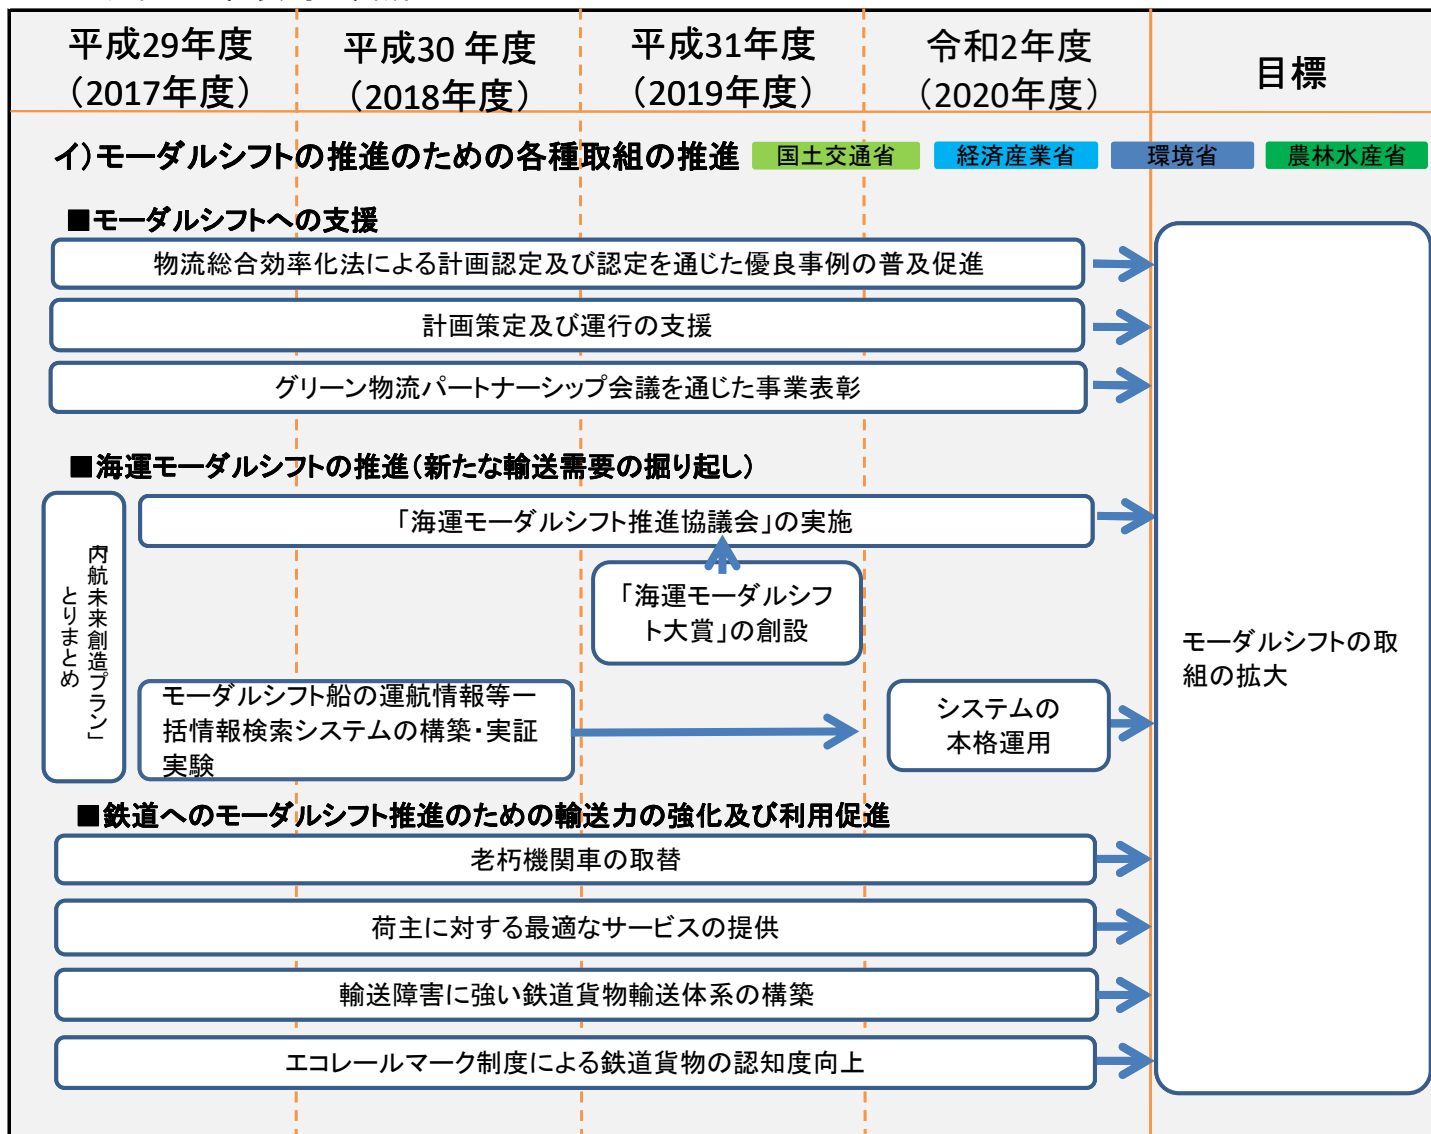 平成29年度
（2017年度）
平成30 年度
（2018年度）
平成31年度
（2019年度）
令和2年度
（2020年度）
目標
イ）モーダルシフトの推進のための各種取組の推進
国土交通省
経済産業省
環境省
農林水産省
■モーダルシフトへの支援
物流総合効率化法による計画認定及び認定を通じた優良事例の普及促進
計画策定及び運行の支援
グリーン物流パートナーシップ会議を通じた事業表彰
■海運モーダルシフトの推進（新たな輸送需要の掘り起し）
「内航未来創造プラン」
とりまとめ
「海運モーダルシフト推進協議会」の実施
「海運モーダルシフ
ト大賞」の創設
モーダルシフト船の運航情報等一
括情報検索システムの構築・実証
実験
システムの
本格運用
モーダルシフトの取
組の拡大
■鉄道へのモーダルシフト推進のための輸送力の強化及び利用促進
老朽機関車の取替
荷主に対する最適なサービスの提供
輸送障害に強い鉄道貨物輸送体系の構築
エコレールマーク制度による鉄道貨物の認知度向上